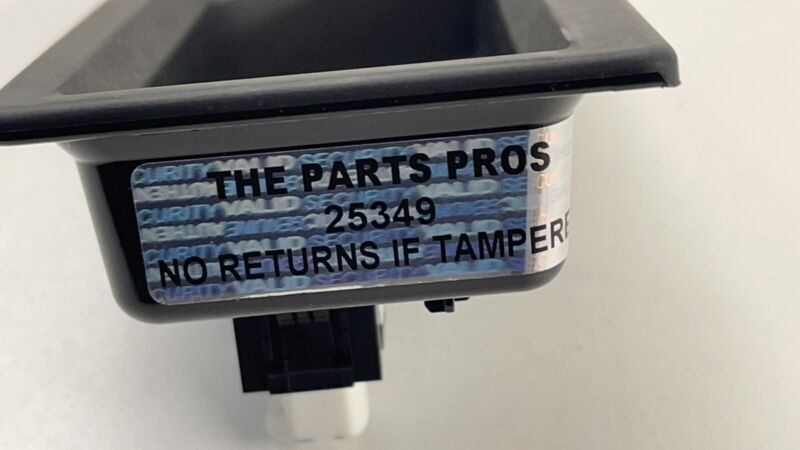 THE PARTS PROS
25349
NO RETURNS IF TAMPERE